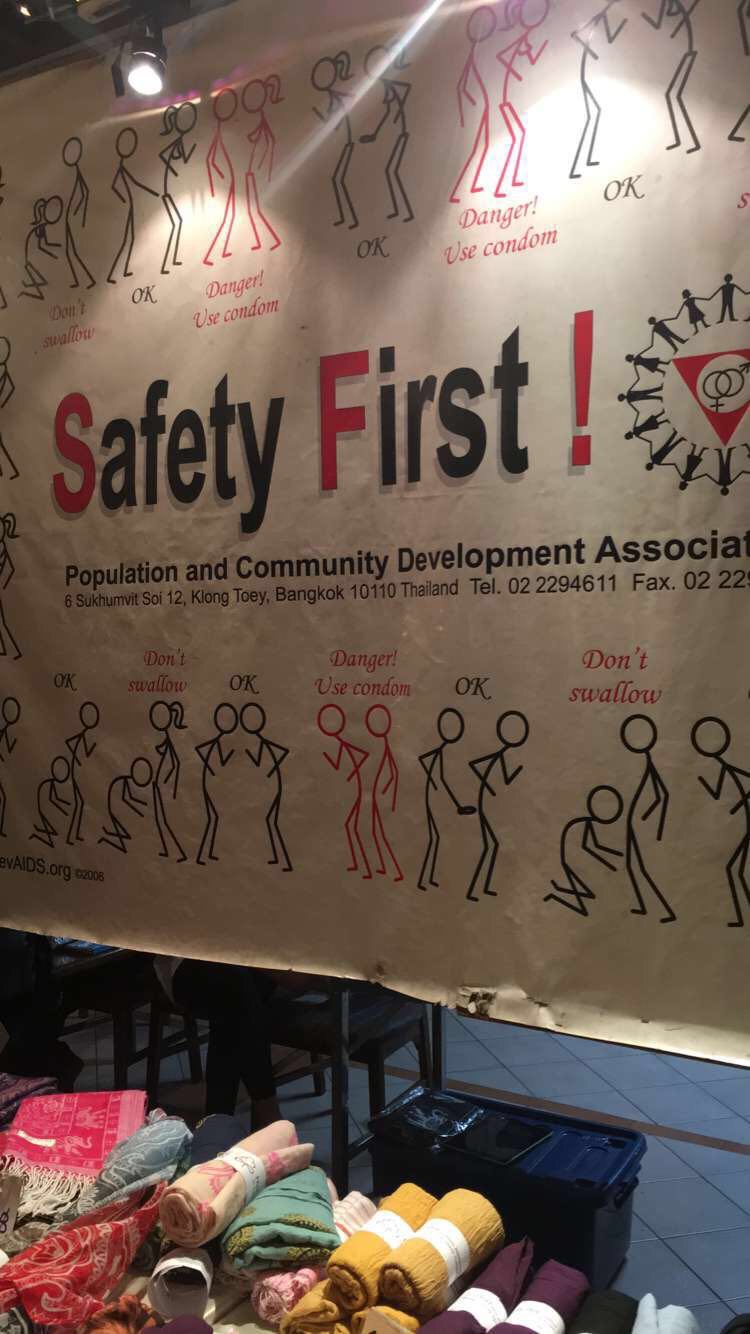 OK
Danger!
Use condom
OK
Danger!
Use condom
OK
Don't
swallow
Safety First !
Population and Community Development Associat
6 Sukhumvit Soi 12, Klong Toey, Bangkok 10110 Thailand Tel. 02 2294611 Fax. 02 22
OK
Don't
swallow
OK
Danger!
Use condom
OK
Don't
swallow
evAIDS.org ©2006